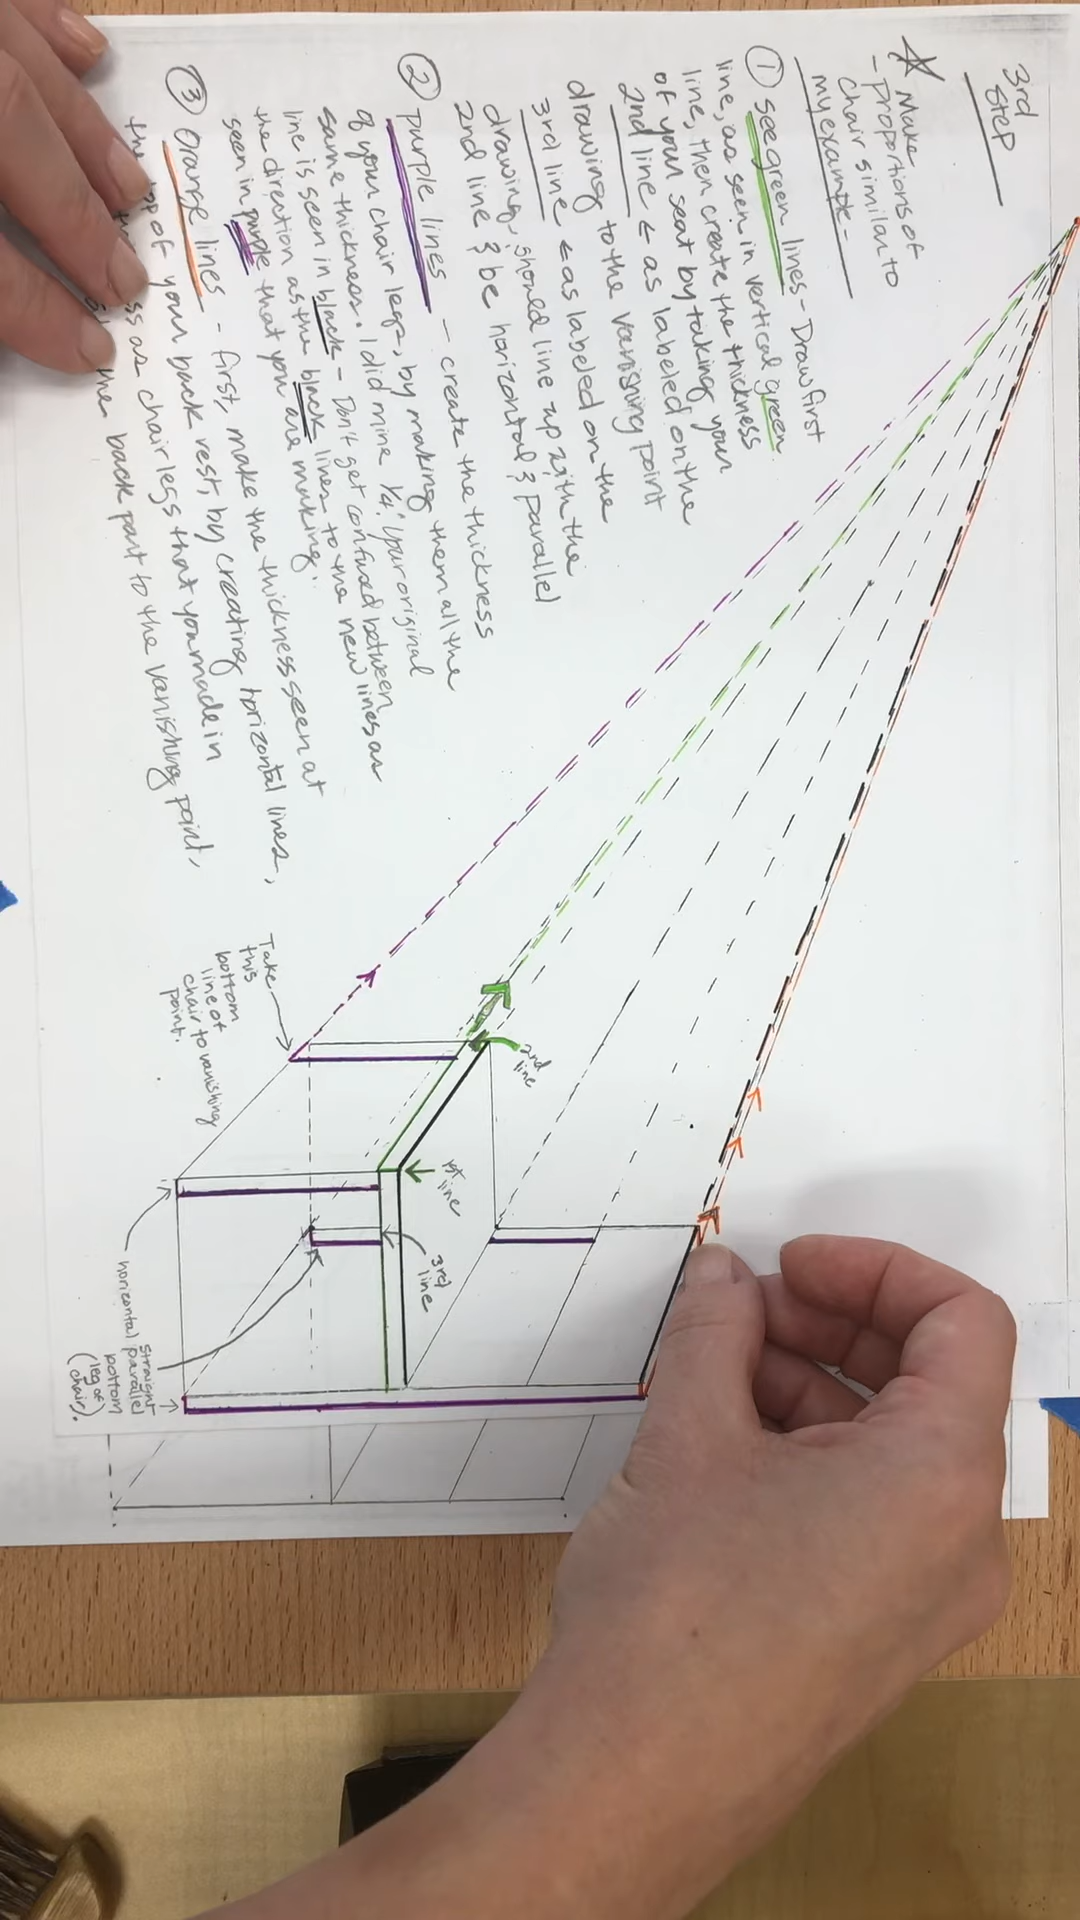 3rd
Step
Make
- proportions of
chair similar to
my example -
① see green lines - Draw first
line, as seen in vertical green
line, then create the thickness
of your seat by taking your
2nd line ← as labeled on the
drawing to the vanishing point
3rd line ← as labeled on the
drawing, should line up with the
2nd line & be horizontal & parallel
② purple lines - create the thickness
of your chair legs, by making them all the
same thickness. I did mine 1/4". Your original
line is seen in black - Don't get confused between
the direction as the black lines to the new lines as
seen in purple that you are making.
③ Orange lines - first, make the thickness seen at
the top of your back rest, by creating horizontal lines,
as chair legs that you made in
the back part to the vanishing point,
Take
this
bottom
line of
chair to vanishing
point.
2nd
line
1st
line
3rd
line
horizontal
straight
parallel
bottom
(leg of
chair).